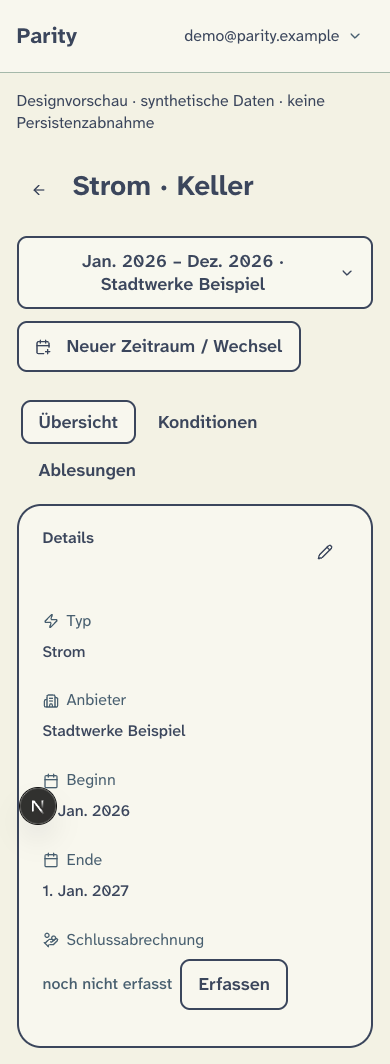 Parity
demo@parity.example
Designvorschau · synthetische Daten · keine
Persistenzabnahme
Strom · Keller
Jan. 2026 – Dez. 2026 ·
Stadtwerke Beispiel
Neuer Zeitraum / Wechsel
Übersicht Konditionen
Ablesungen
Details
Typ
Strom
Anbieter
Stadtwerke Beispiel
Beginn
Jan. 2026
N
Ende
1. Jan. 2027
Schlussabrechnung
noch nicht erfasst Erfassen